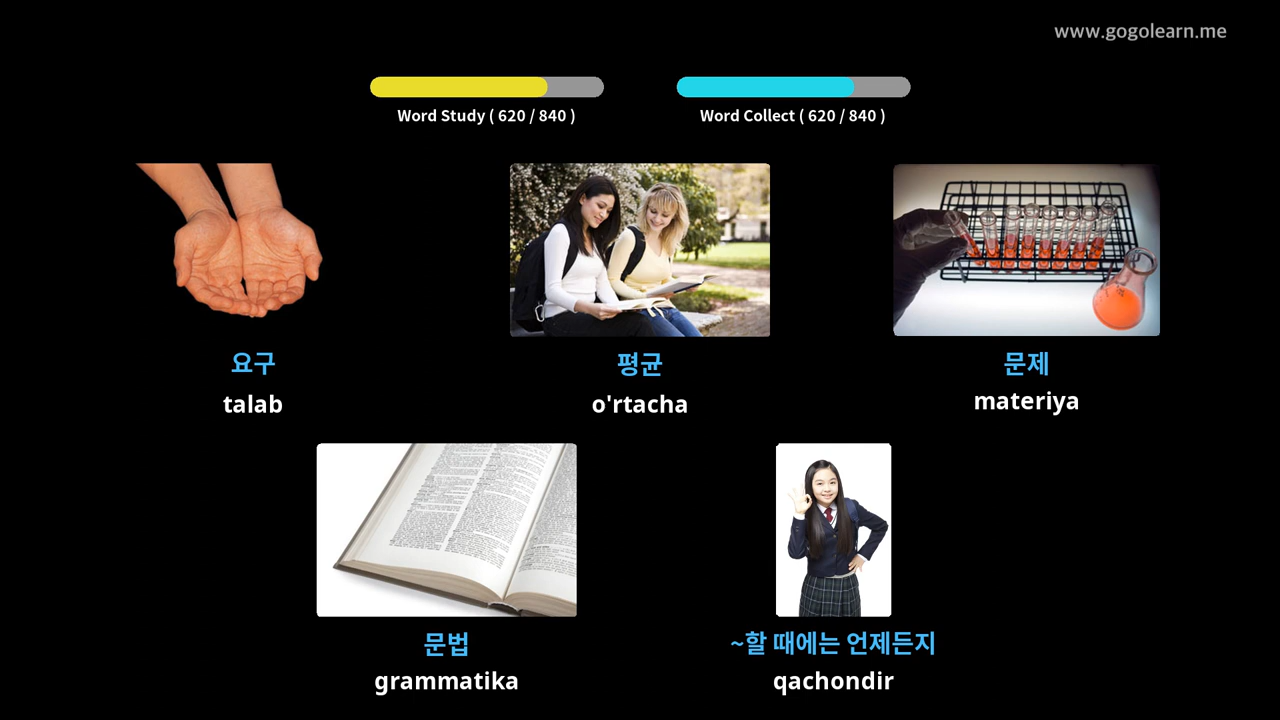 www.gogolearn.me
Word Study ( 620 / 840 )
Word Collect ( 620 / 840 )
요구
talab
평균
o'rtacha
문제
materiya
문법
grammatika
~할 때에는 언제든지
qachondir